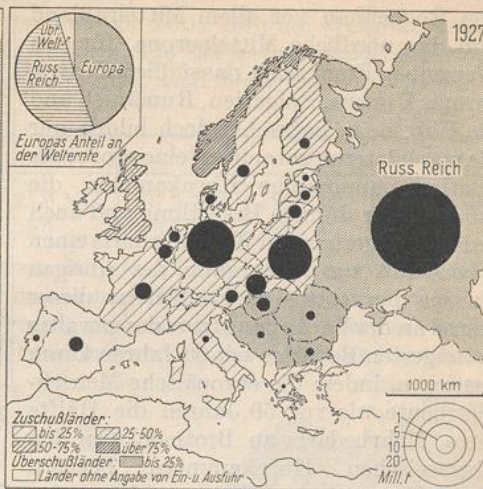 1927
Übr.
Welt
Russ.
Reich
Europa
Europas Anteil an
der Welternte
Russ. Reich
1000 km
Zuschußländer:
bis 25%
25-50%
50-75%
über 75%
Überschußländer:
bis 25%
Länder ohne Angabe von Ein-u. Ausfuhr
1
3
5
7
10
20
Mill. t